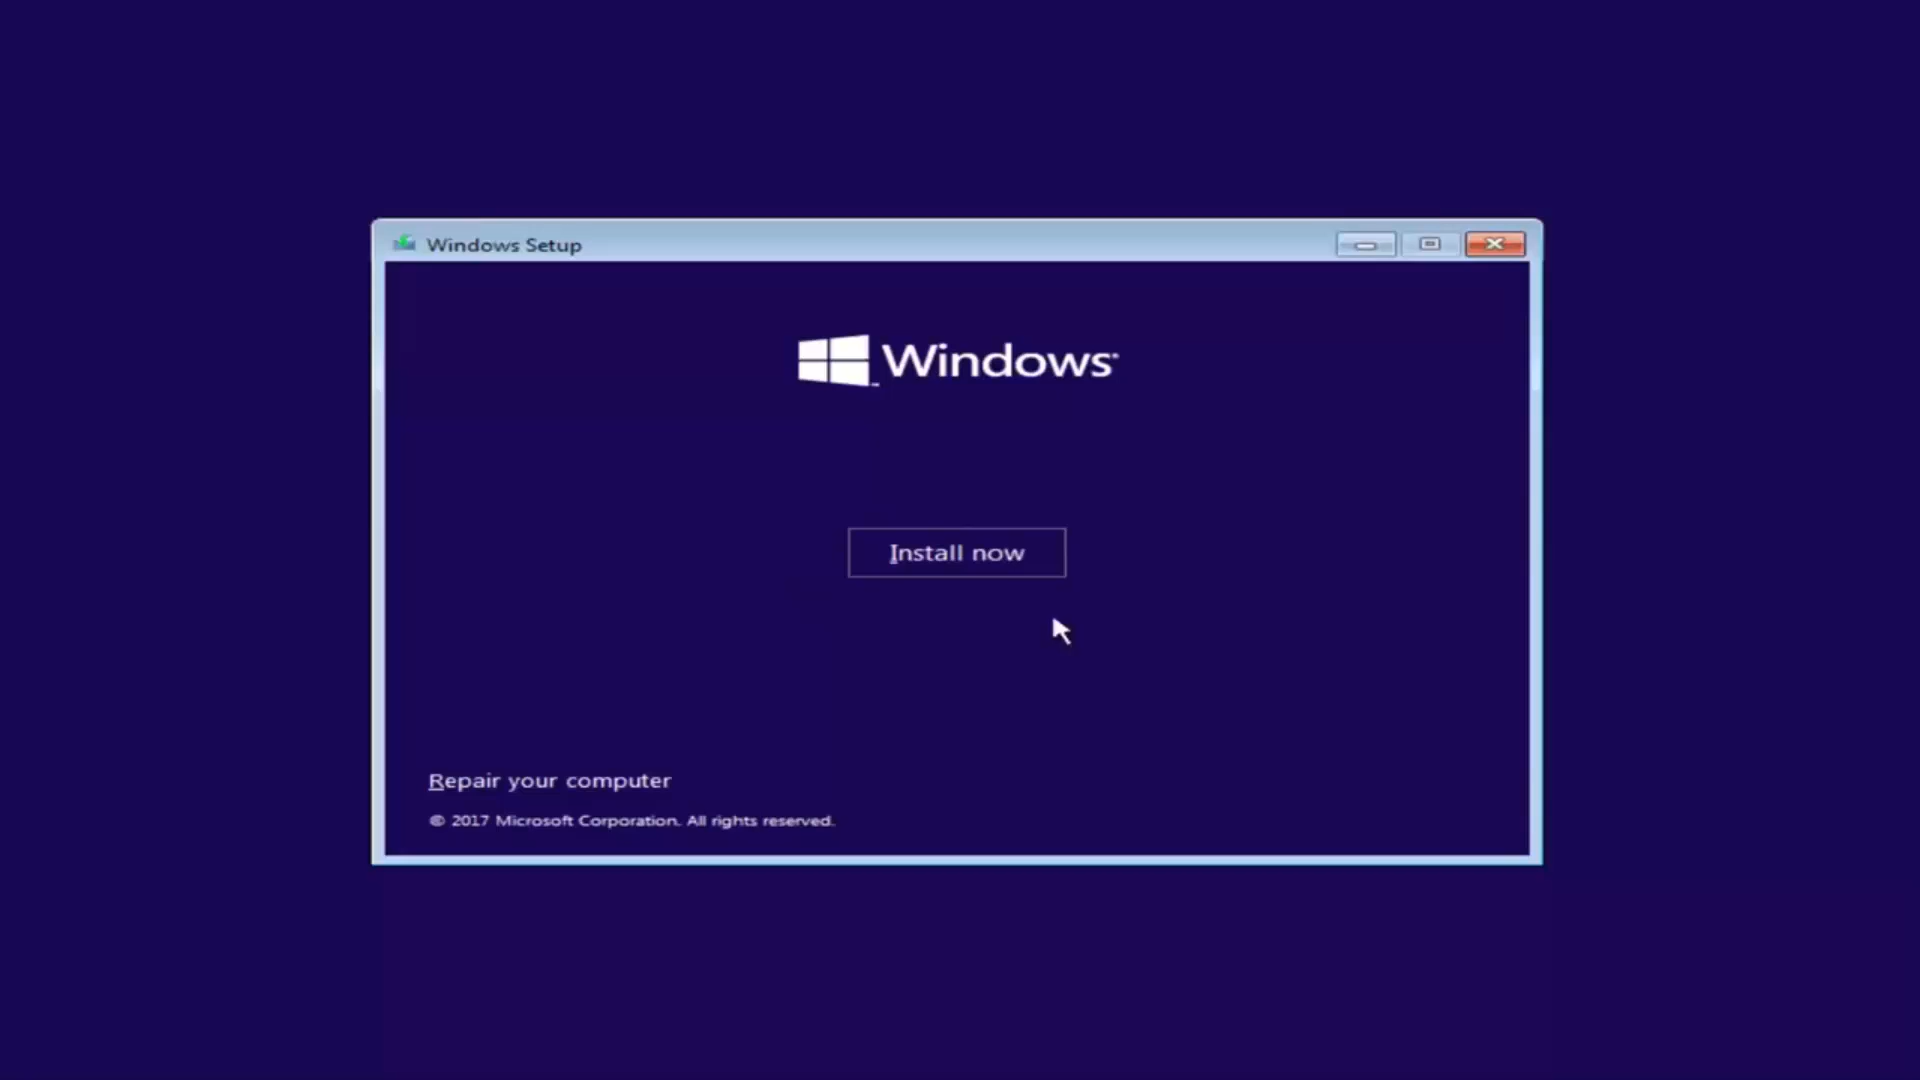 Windows Setup
Windows
Install now
Repair your computer
© 2017 Microsoft Corporation. All rights reserved.